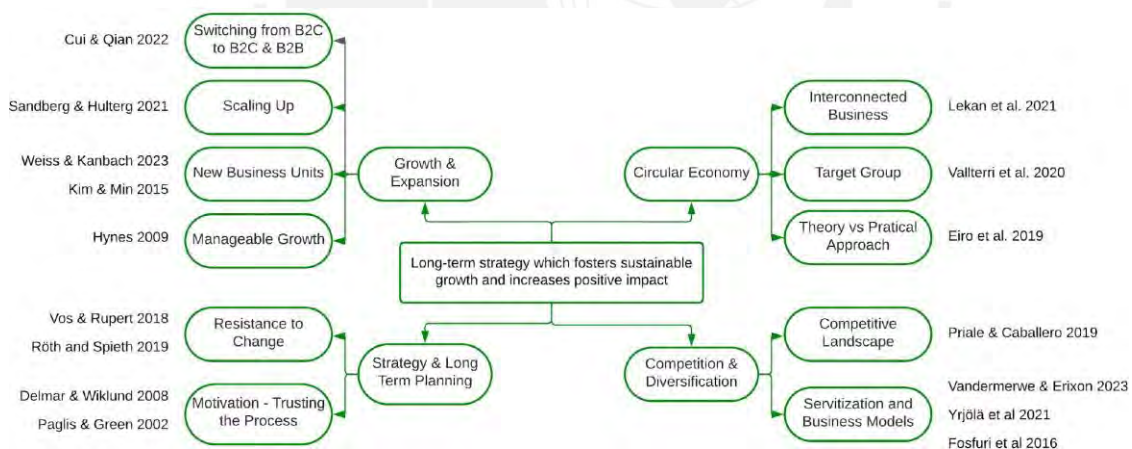 Cui & Qian 2022
Switching from B2C
to B2C & B2B
Sandberg & Hulterg 2021
Scaling Up
Weiss & Kanbach 2023
Kim & Min 2015
New Business Units
Hynes 2009
Manageable Growth
Growth &
Expansion
Circular Economy
Interconnected
Business
Lekan et al. 2021
Target Group
Vallterri et al. 2020
Theory vs Pratical
Approach
Eiro et al. 2019
Long-term strategy which fosters sustainable
growth and increases positive impact
Vos & Rupert 2018
Röth and Spieth 2019
Resistance to
Change
Delmar & Wiklund 2008
Paglis & Green 2002
Motivation - Trusting
the Process
Strategy & Long
Term Planning
Competition &
Diversification
Competitive
Landscape
Priale & Caballero 2019
Servitization and
Business Models
Vandermerwe & Erixon 2023
Yrjölä et al 2021
Fosfuri et al 2016